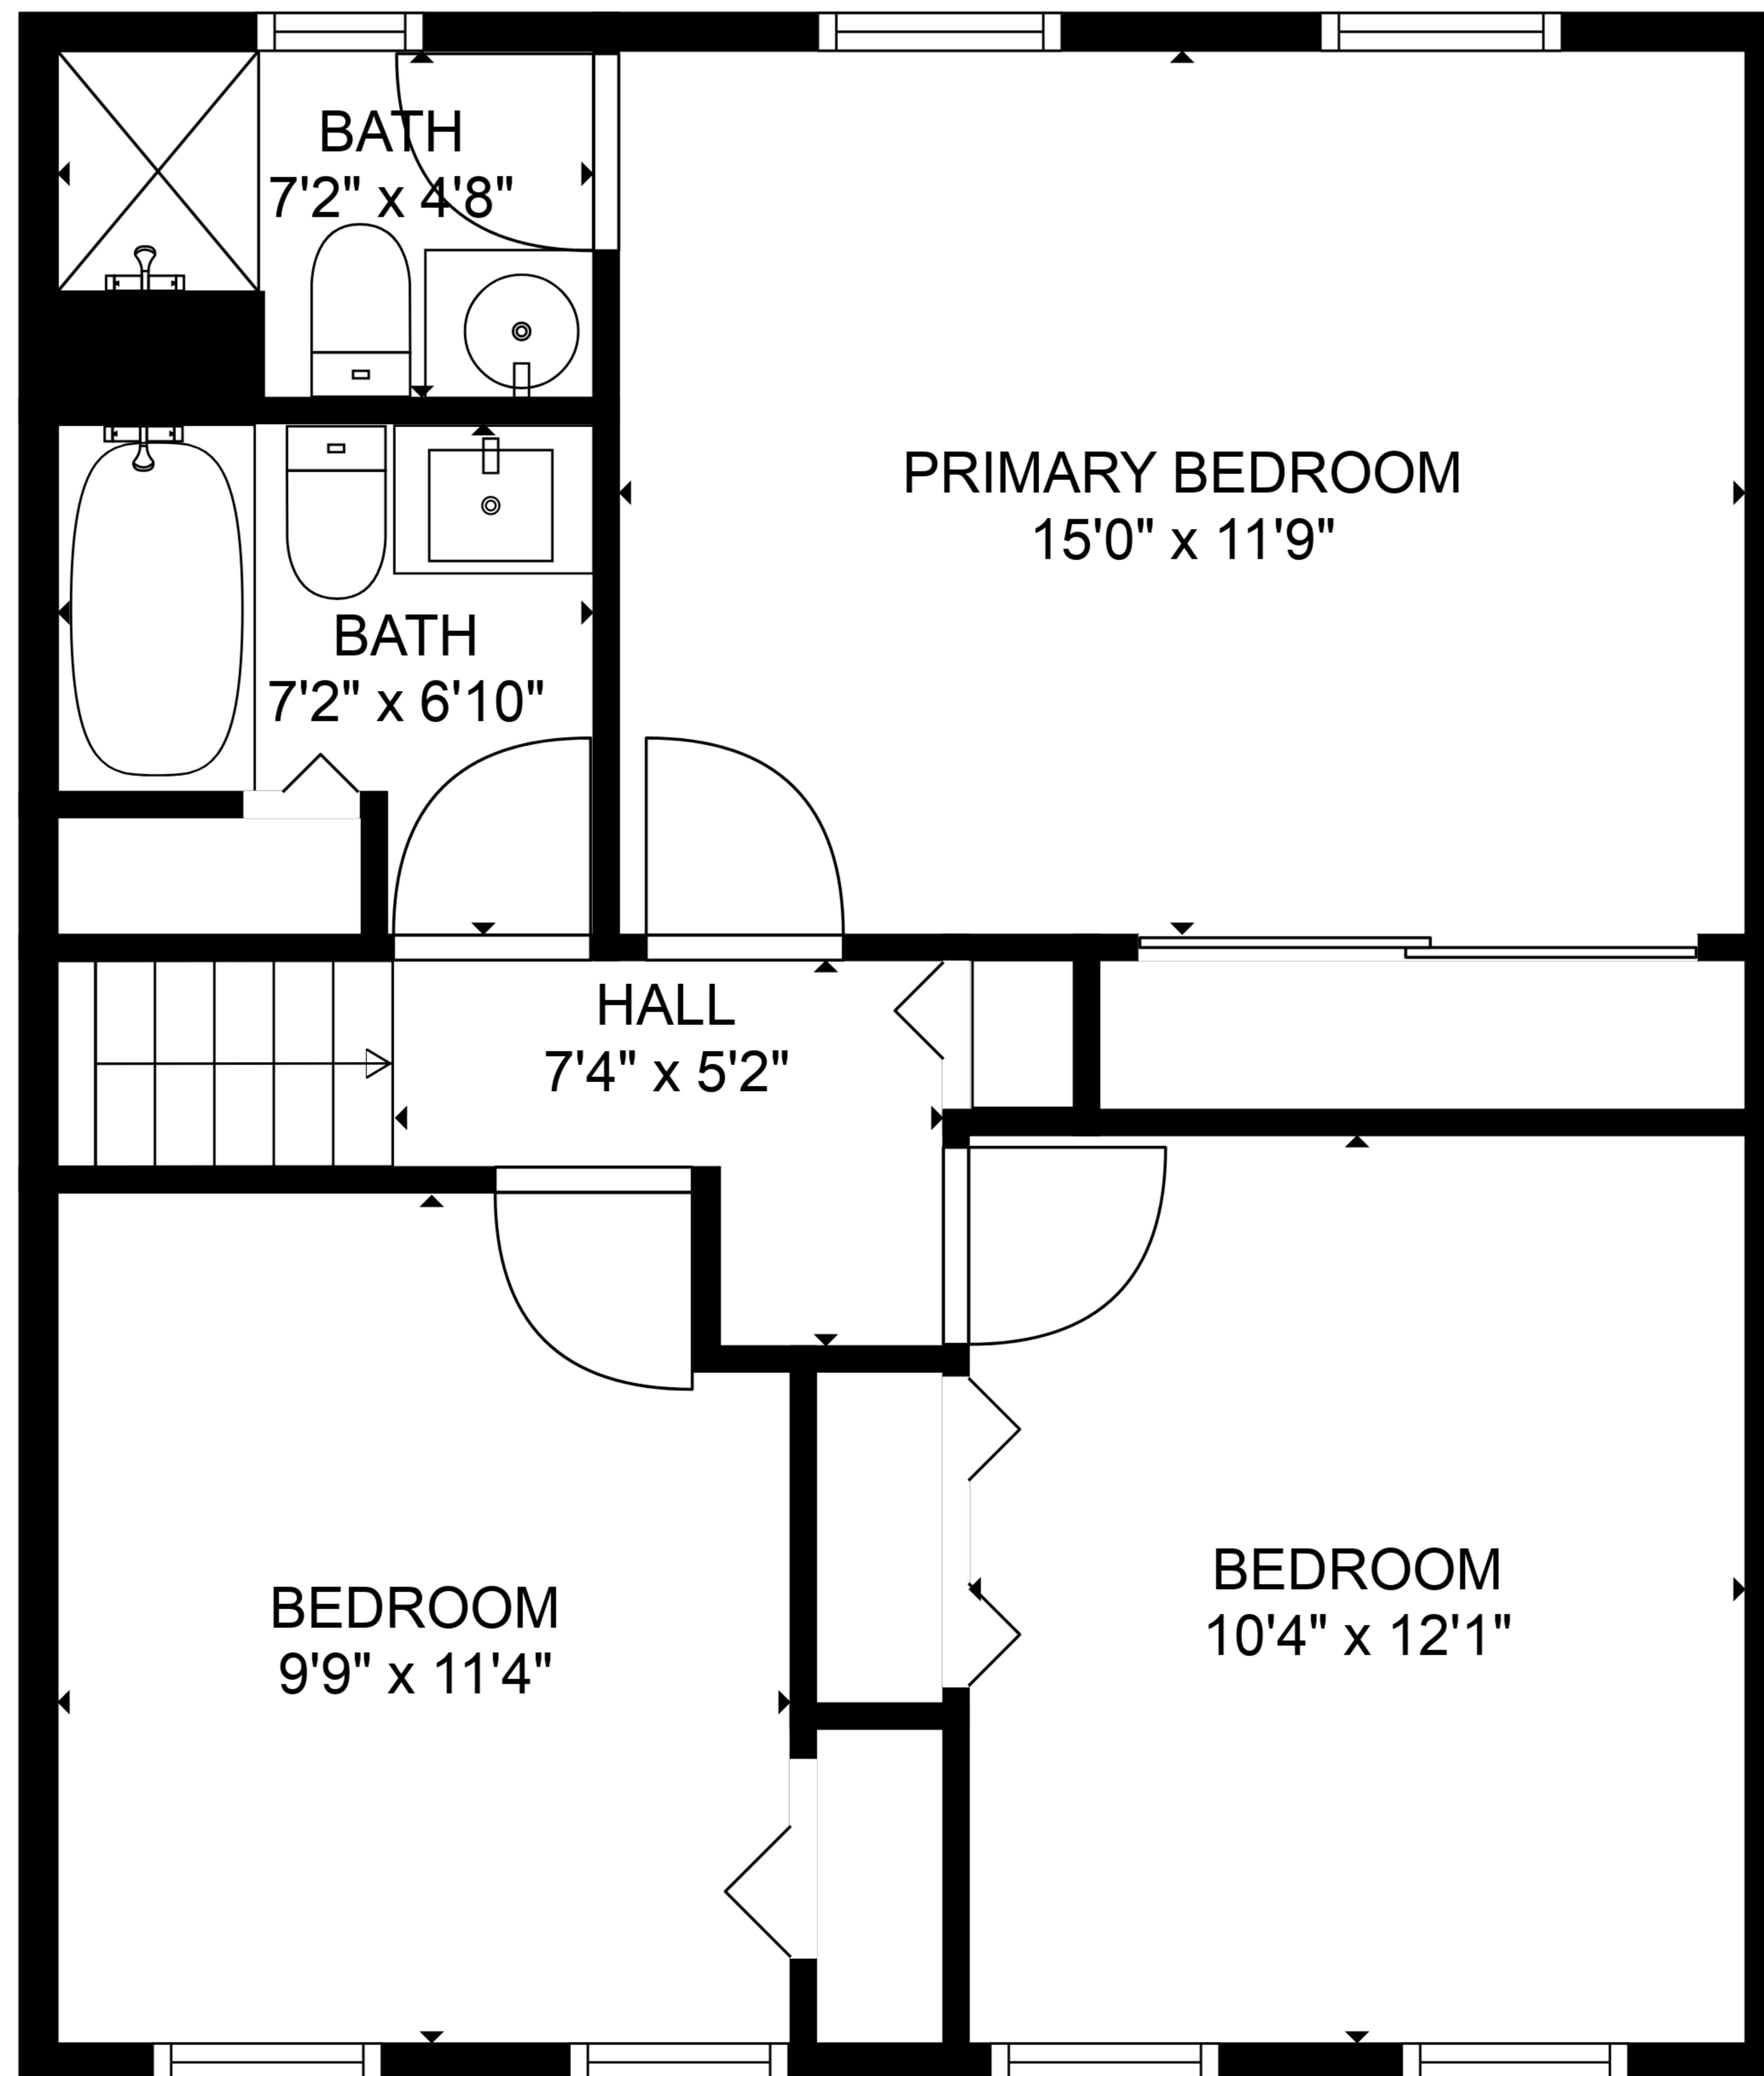 BATH
7'2" x 4'8"
PRIMARY BEDROOM
15'0" x 11'9"
BATH
7'2" x 6'10"
HALL
7'4" x 5'2"
BEDROOM
10'4" x 12'1"
BEDROOM
9'9" x 11'4"